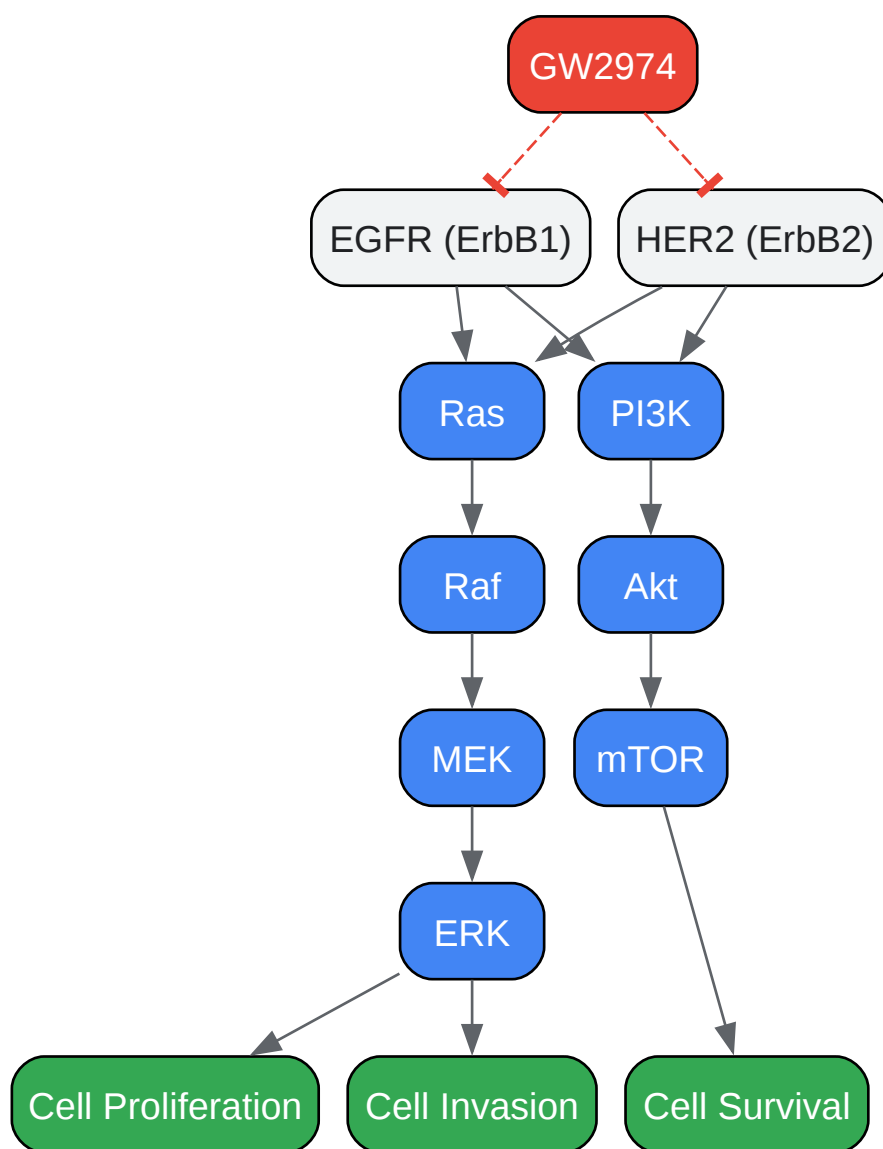 GW2974
EGFR (ErbB1)
HER2 (ErbB2)
Ras
PI3K
Raf
Akt
MEK
mTOR
ERK
Cell Proliferation
Cell Invasion
Cell Survival